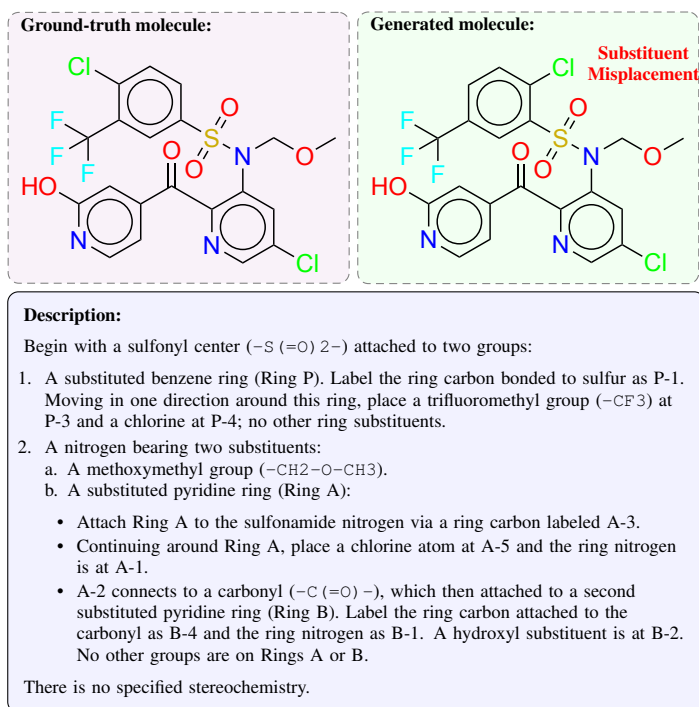 Ground-truth molecule:
Generated molecule:
Substituent
Misplacement
Cl
F
F
F
O
S
O
N
O
O
HO
N
N
Cl
Cl
F
F
F
O
S
O
N
O
O
HO
N
N
Cl
Description:
Begin with a sulfonyl center (-S(=O)2-) attached to two groups:
1. A substituted benzene ring (Ring P). Label the ring carbon bonded to sulfur as P-1.
Moving in one direction around this ring, place a trifluoromethyl group (-CF3) at
P-3 and a chlorine at P-4; no other ring substituents.
2. A nitrogen bearing two substituents:
a. A methoxymethyl group (-CH2-O-CH3).
b. A substituted pyridine ring (Ring A):
• Attach Ring A to the sulfonamide nitrogen via a ring carbon labeled A-3.
• Continuing around Ring A, place a chlorine atom at A-5 and the ring nitrogen
is at A-1.
• A-2 connects to a carbonyl (-C(=O)-), which then attached to a second
substituted pyridine ring (Ring B). Label the ring carbon attached to the
carbonyl as B-4 and the ring nitrogen as B-1. A hydroxyl substituent is at B-2.
No other groups are on Rings A or B.
There is no specified stereochemistry.